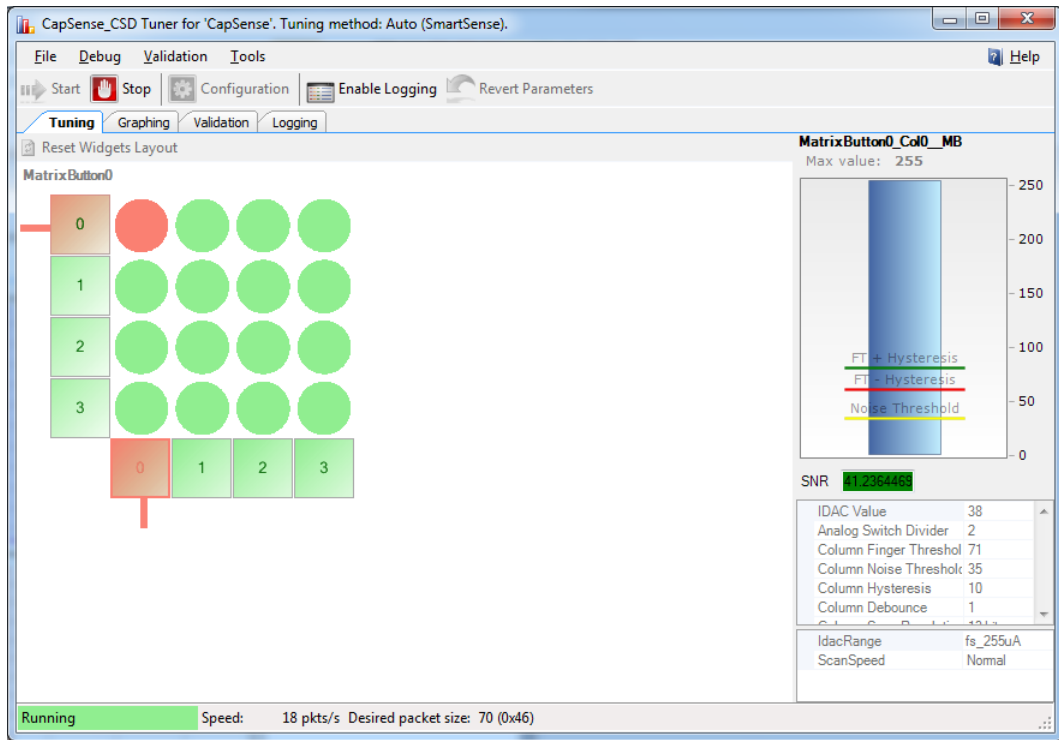 CapSense_CSD Tuner for 'CapSense'. Tuning method: Auto (SmartSense).
File Debug Validation Tools Help
Start Stop Configuration Enable Logging Revert Parameters
Tuning Graphing Validation Logging
Reset Widgets Layout
MatrixButton0
0
1
2
3
0 1 2 3
MatrixButton0_Col0__MB
Max value: 255
250
200
150
100
FT + Hysteresis
FT - Hysteresis
50
Noise Threshold
0
SNR 41.2364469
IDAC Value 38
Analog Switch Divider 2
Column Finger Threshol 71
Column Noise Threshold 35
Column Hysteresis 10
Column Debounce 1
IdacRange fs_255uA
ScanSpeed Normal
Running Speed: 18 pkts/s Desired packet size: 70 (0x46)